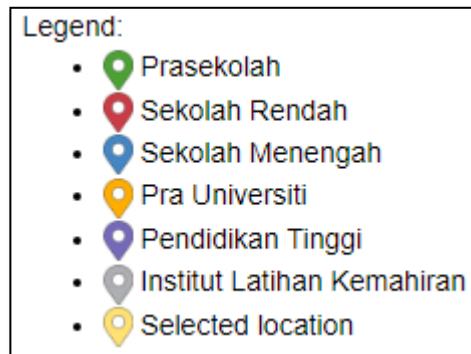 Legend:
Prasekolah
Sekolah Rendah
Sekolah Menengah
Pra Universiti
Pendidikan Tinggi
Institut Latihan Kemahiran
Selected location